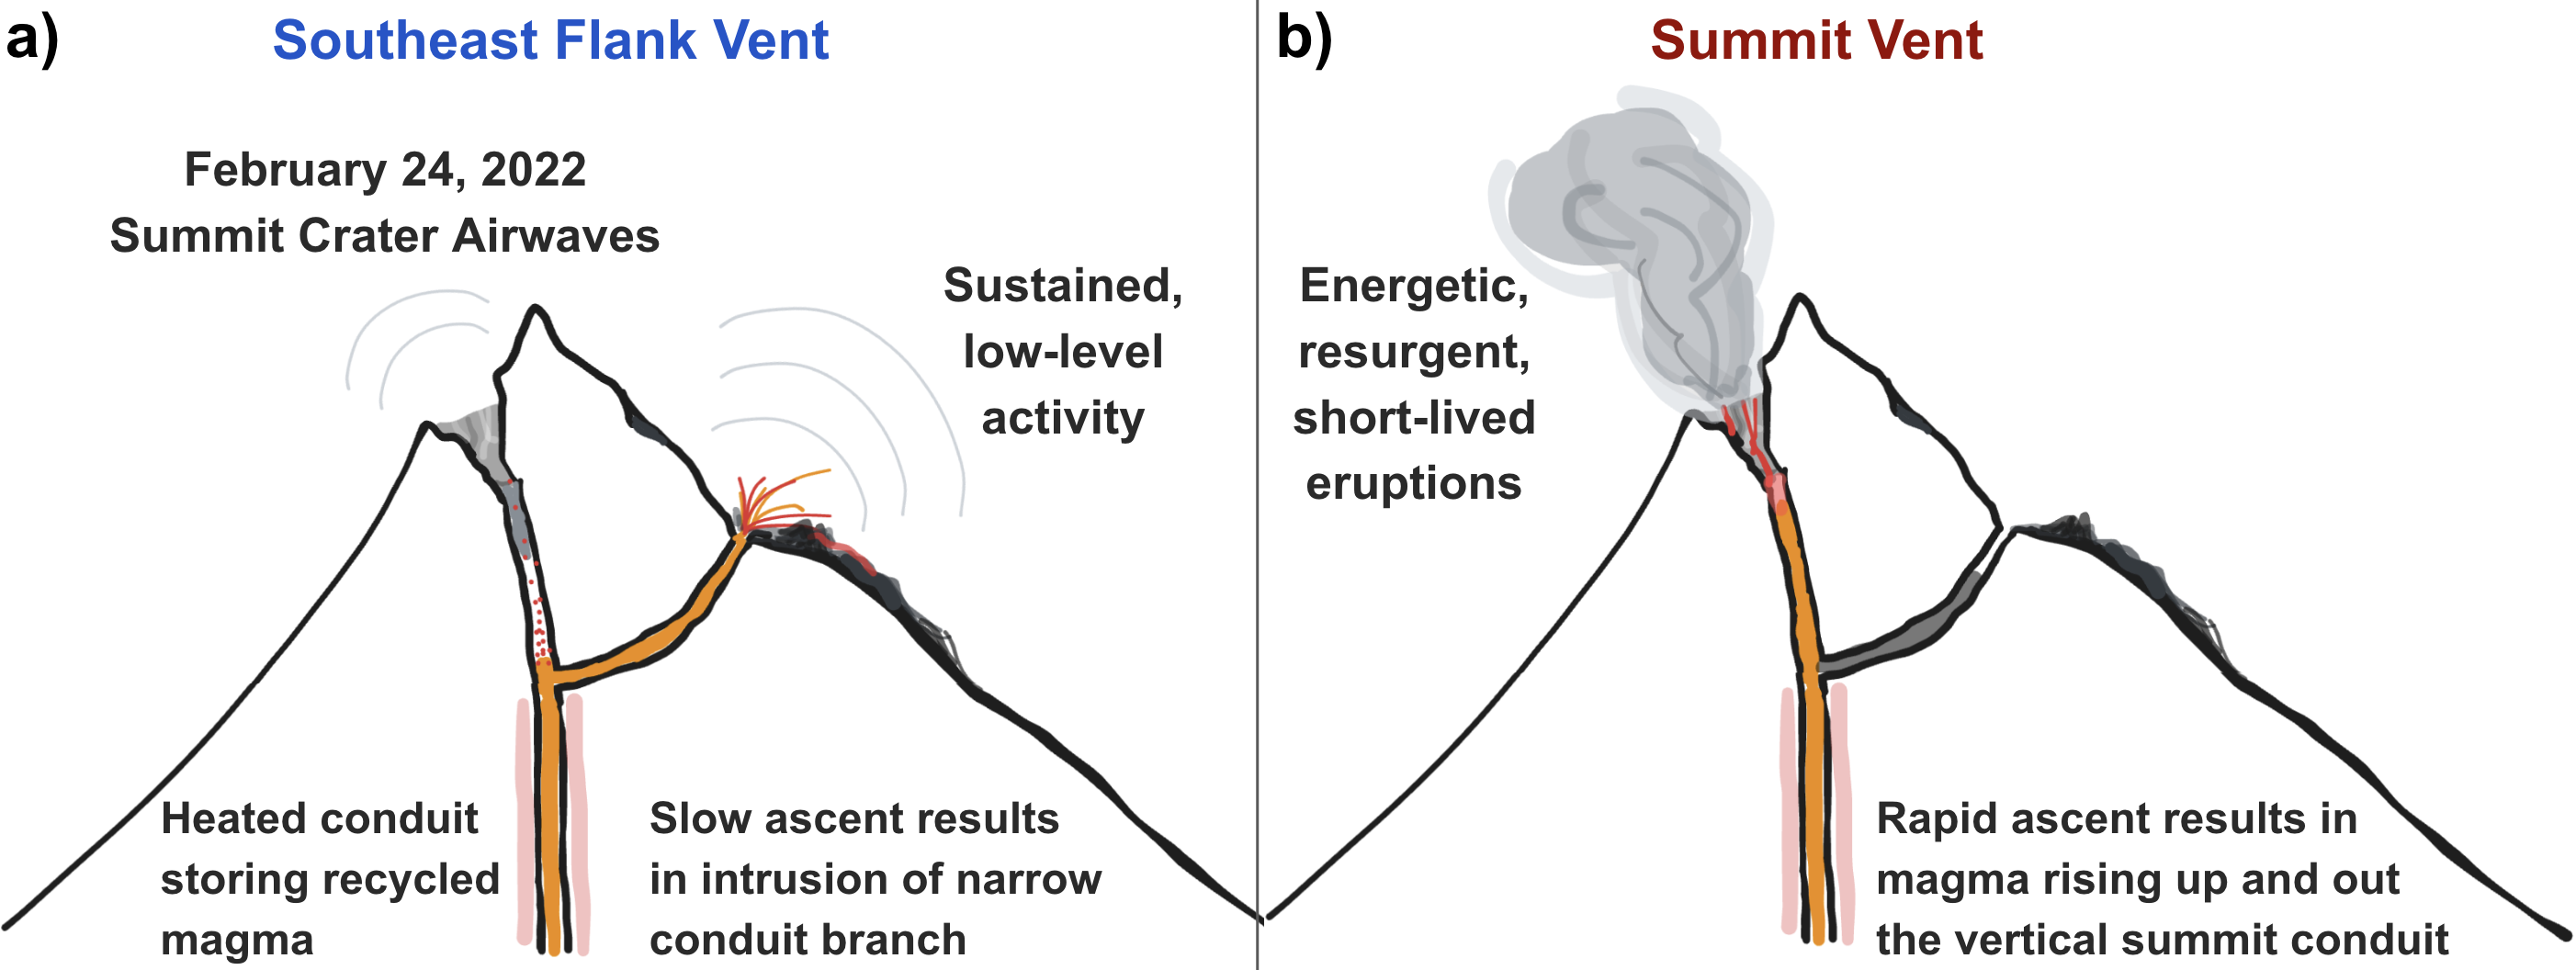 a)
Southeast Flank Vent
February 24, 2022
Summit Crater Airwaves
Sustained,
low-level
activity
Heated conduit
storing recycled
magma
Slow ascent results
in intrusion of narrow
conduit branch
b)
Summit Vent
Energetic,
resurgent,
short-lived
eruptions
Rapid ascent results in
magma rising up and out
the vertical summit conduit